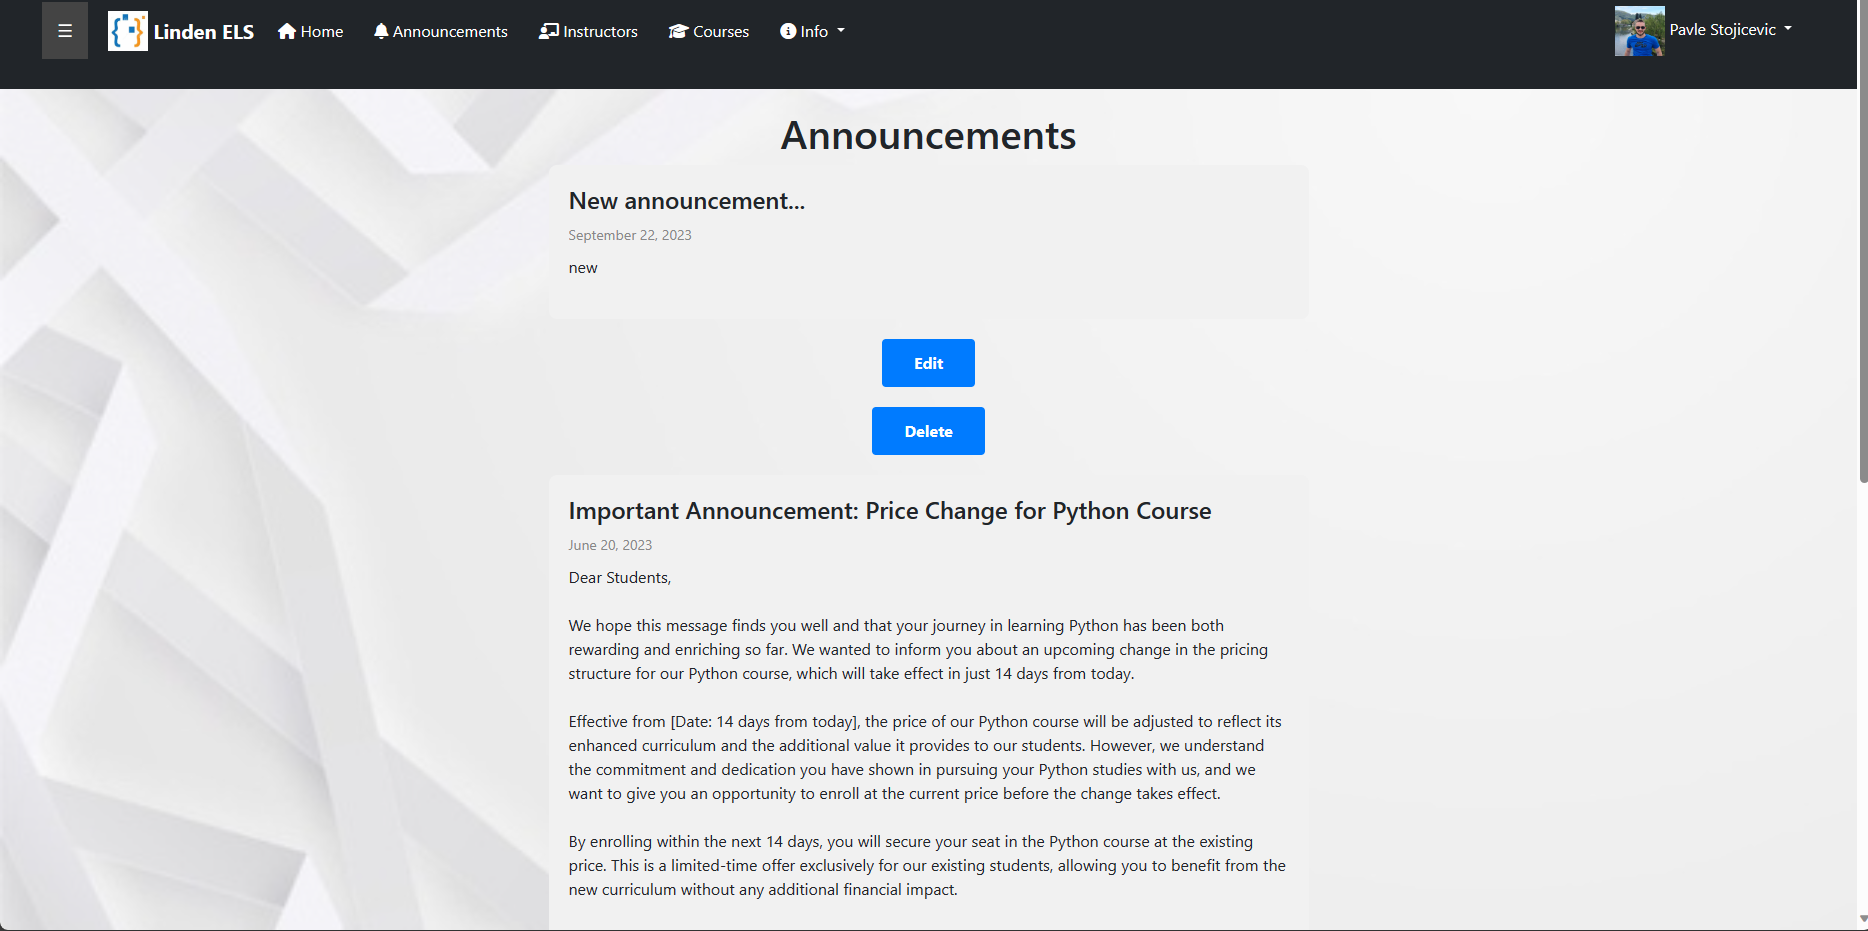 ☰ Linden ELS Home Announcements Instructors Courses Info Pavle Stojicevic
Announcements
New announcement...
September 22, 2023
new
Edit
Delete
Important Announcement: Price Change for Python Course
June 20, 2023
Dear Students,
We hope this message finds you well and that your journey in learning Python has been both
rewarding and enriching so far. We wanted to inform you about an upcoming change in the pricing
structure for our Python course, which will take effect in just 14 days from today.
Effective from [Date: 14 days from today], the price of our Python course will be adjusted to reflect its
enhanced curriculum and the additional value it provides to our students. However, we understand
the commitment and dedication you have shown in pursuing your Python studies with us, and we
want to give you an opportunity to enroll at the current price before the change takes effect.
By enrolling within the next 14 days, you will secure your seat in the Python course at the existing
price. This is a limited-time offer exclusively for our existing students, allowing you to benefit from the
new curriculum without any additional financial impact.